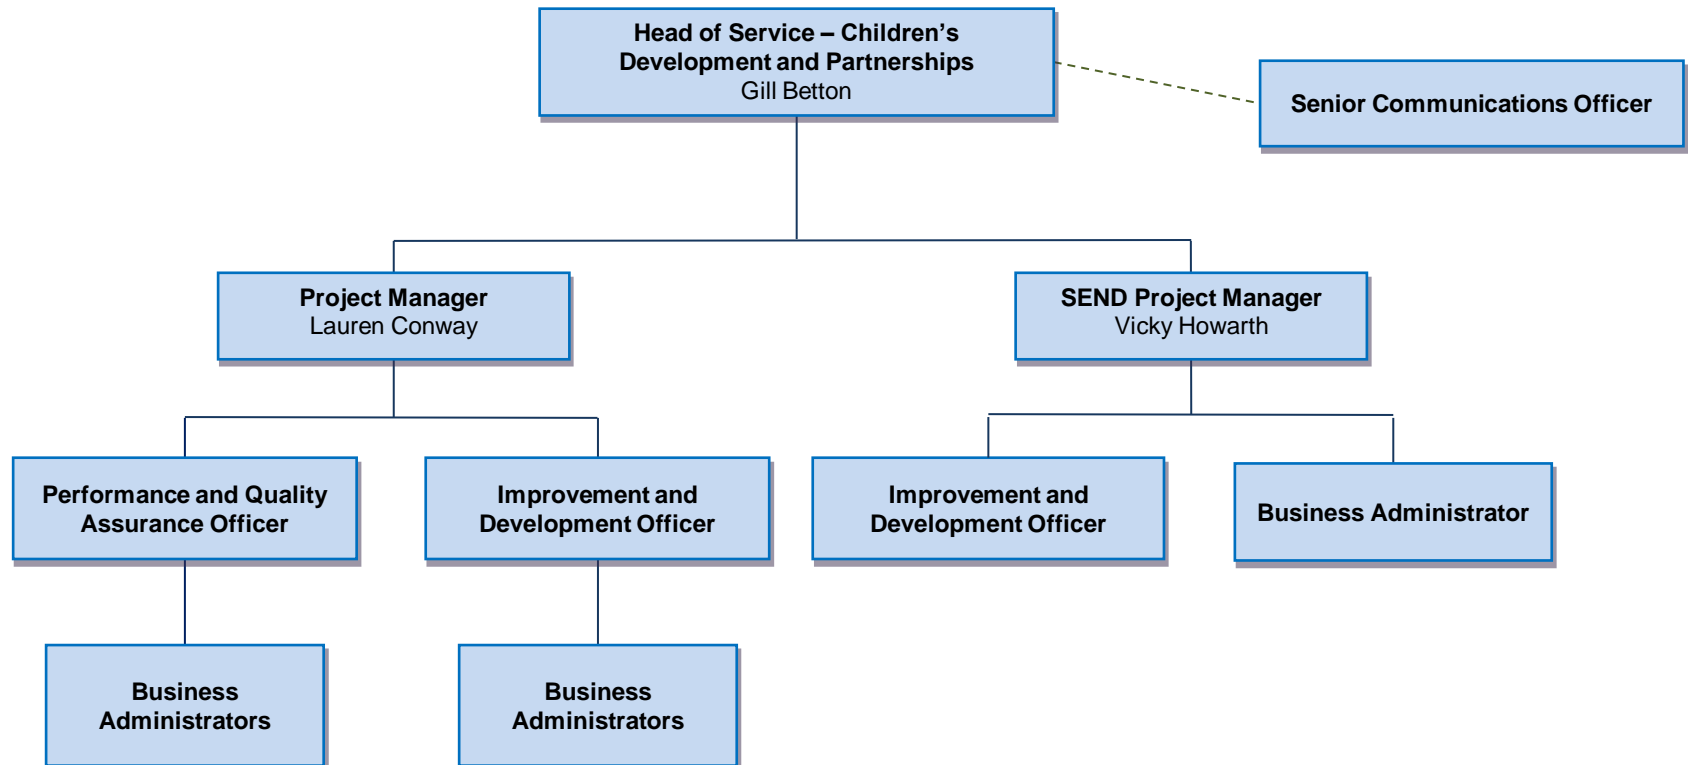 Head of Service – Children’s
Development and Partnerships
Gill Betton
Senior Communications Officer
Project Manager
Lauren Conway
SEND Project Manager
Vicky Howarth
Performance and Quality
Assurance Officer
Improvement and
Development Officer
Improvement and
Development Officer
Business Administrator
Business
Administrators
Business
Administrators